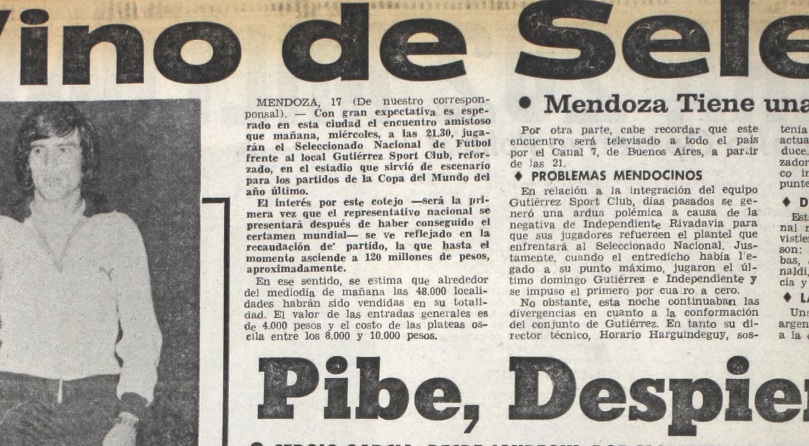 Vino de Sele
MENDOZA, 17 (De nuestro correspon-
ponsal). — Con gran expectativa es espe-
rado en esta ciudad el encuentro amistoso
que mañana, miércoles, a las 21.30, juga-
rán el Seleccionado Nacional de Fútbol
frente al local Gutiérrez Sport Club, refor-
zado, en el estadio que sirvió de escenario
para los partidos de la Copa del Mundo del
año último.
El interés por este cotejo —será la pri-
mera vez que el representativo nacional se
presentará después de haber conseguido el
certamen mundial— se ve reflejado en la
recaudación de' partido, la que hasta el
momento asciende a 120 millones de pesos,
aproximadamente.
En ese sentido, se estima que alrededor
del mediodía de mañana las 48.000 locali-
dades habrán sido vendidas en su totali-
dad. El valor de las entradas generales es
de 4.000 pesos y el costo de las plateas os-
cila entre los 8.000 y 10.000 pesos.
● Mendoza Tiene una
Por otra parte, cabe recordar que este
encuentro será televisado a todo el país
por el Canal 7, de Buenos Aires, a partir
de las 21.
♦ PROBLEMAS MENDOCINOS
En relación a la integración del equipo
Gutiérrez Sport Club, días pasados se ge-
neró una ardua polémica a causa de la
negativa de Independiente Rivadavia para
que sus jugadores refuercen el plantel que
enfrentará al Seleccionado Nacional. Jus-
tamente, cuando el entredicho había l'e-
gado a su punto máximo, jugaron el úl-
timo domingo Gutiérrez e Independiente y
se impuso el primero por cua ro a cero.
No obstante, esta noche continuaban las
divergencias en cuanto a la conformación
del conjunto de Gutiérrez. En tanto su di-
rector técnico, Horario Harguindeguy, sos-
tenía
actua
duce.
zador
co in
punt
♦ D
Est
nal n
vistie
son:
bas,
naldi,
cía y
♦ L
Un
argen
a la
Pibe, Despie